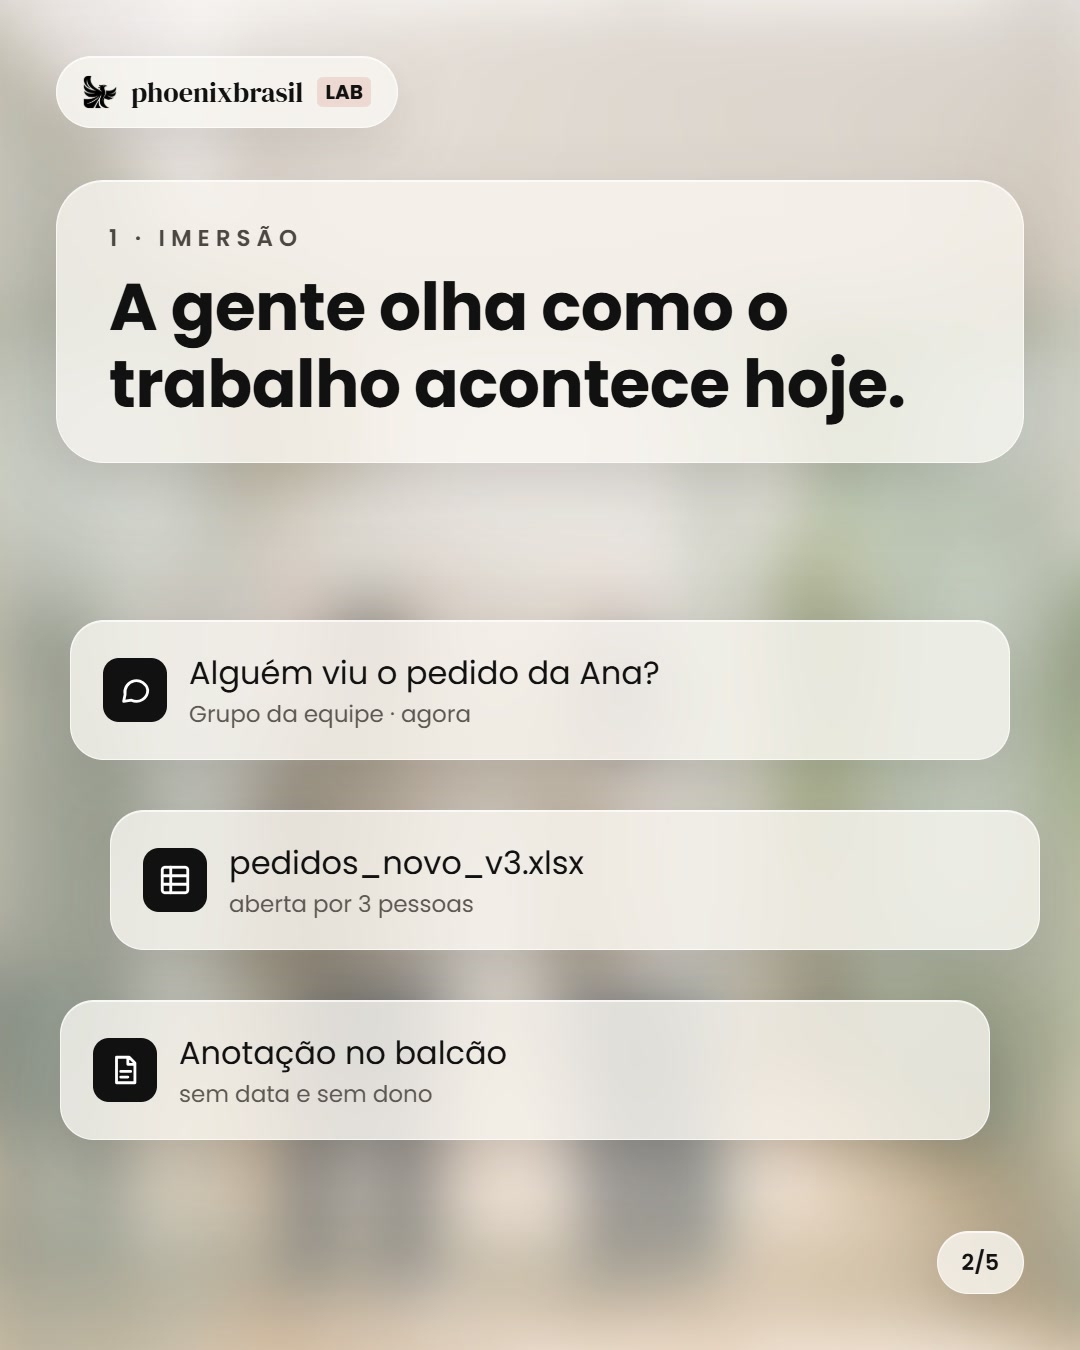 phoenixbrasil LAB
1 · IMERSÃO
A gente olha como o
trabalho acontece hoje.
Alguém viu o pedido da Ana?
Grupo da equipe · agora
pedidos_novo_v3.xlsx
aberta por 3 pessoas
Anotação no balcão
sem data e sem dono
2/5